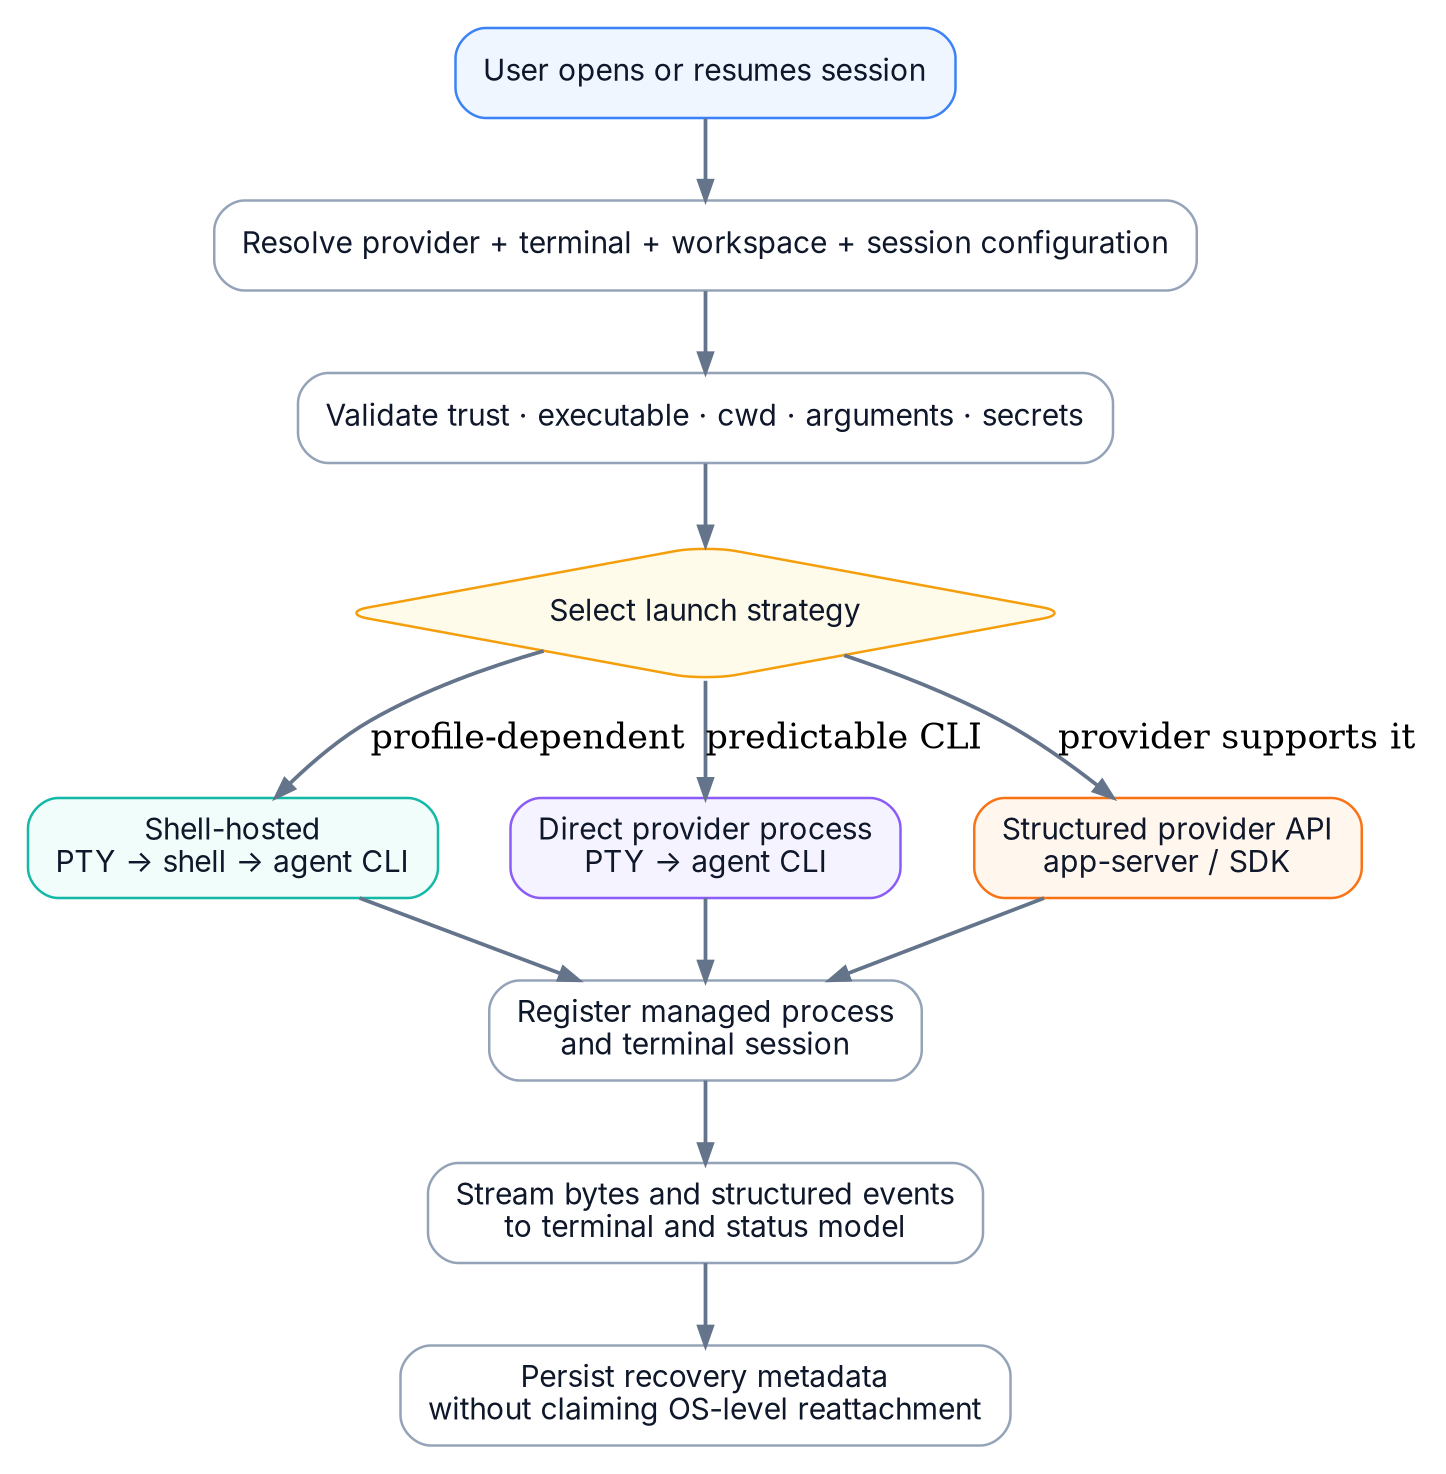 User opens or resumes session
Resolve provider + terminal + workspace + session configuration
Validate trust · executable · cwd · arguments · secrets
Select launch strategy
profile-dependent
predictable CLI
provider supports it
Shell-hosted
PTY → shell → agent CLI
Direct provider process
PTY → agent CLI
Structured provider API
app-server / SDK
Register managed process
and terminal session
Stream bytes and structured events
to terminal and status model
Persist recovery metadata
without claiming OS-level reattachment